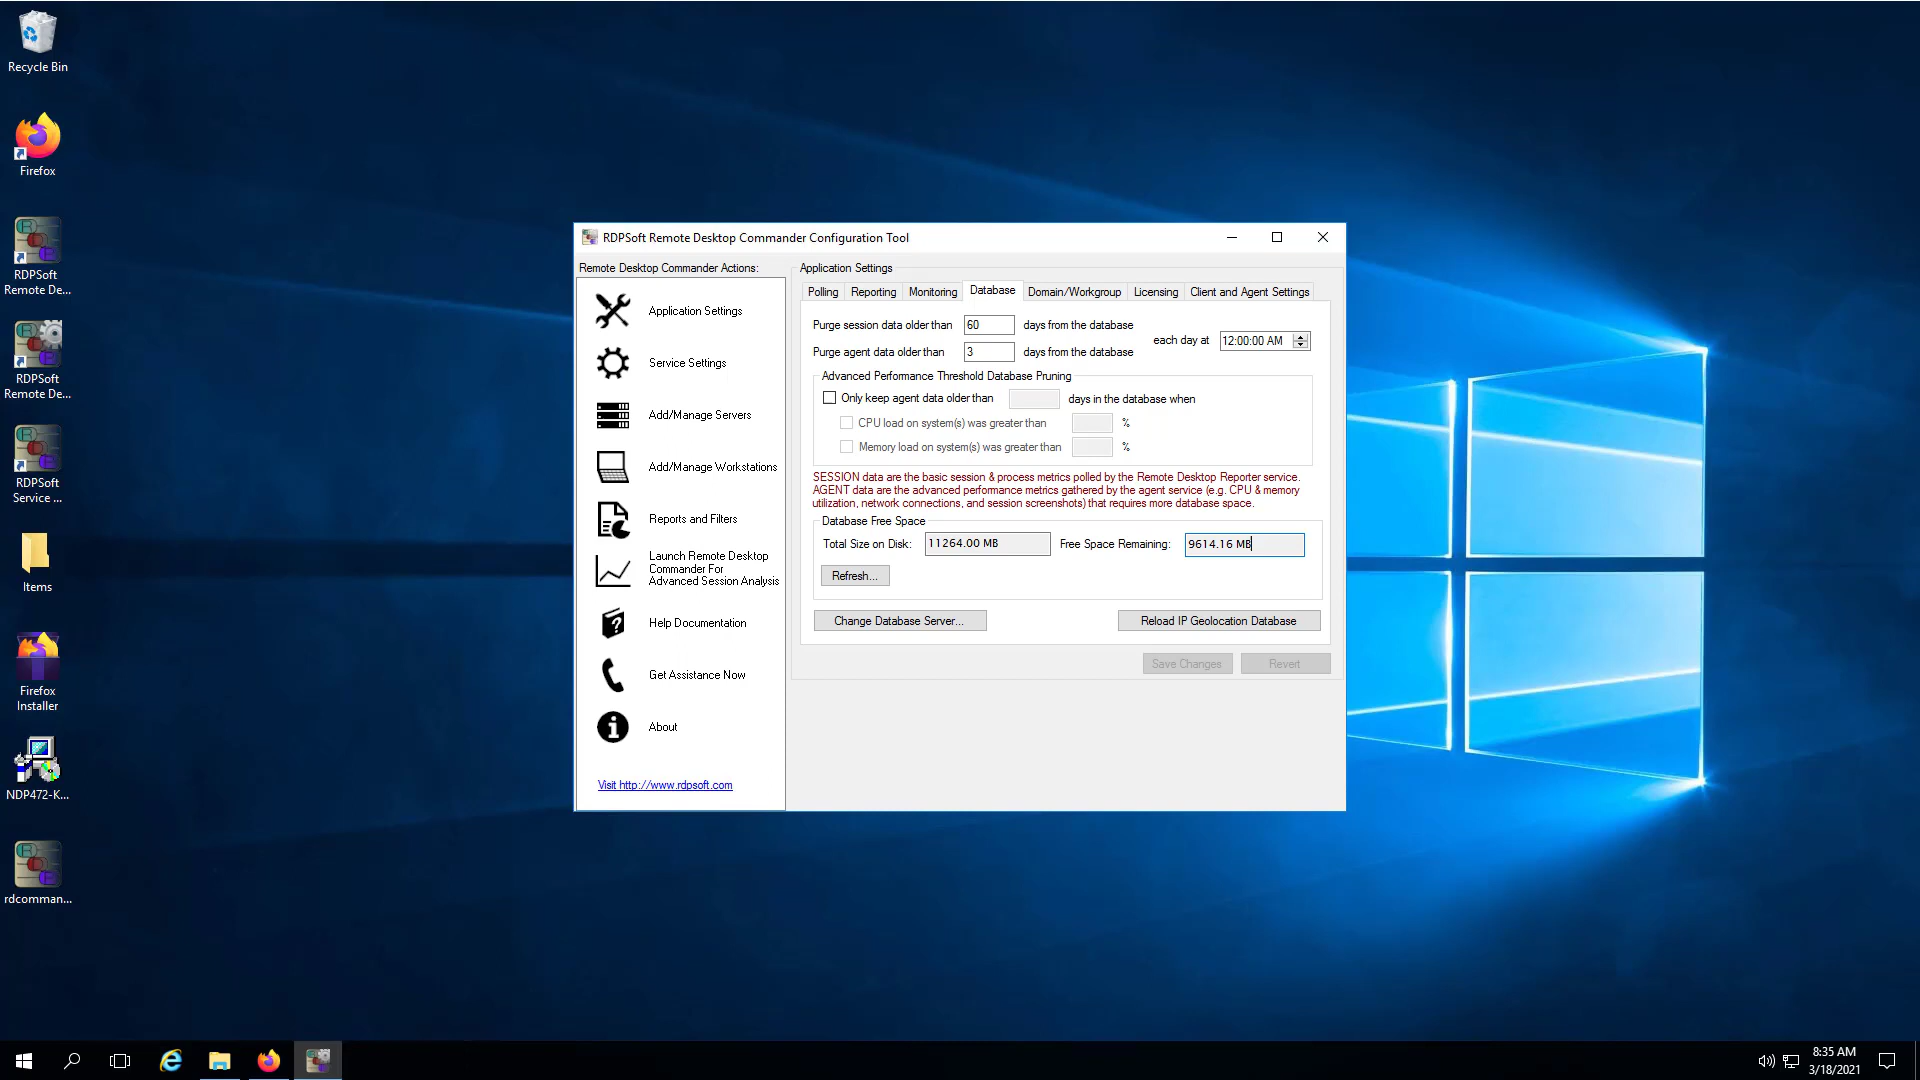 Recycle Bin
Firefox
RDPSoft
Remote De...
RDPSoft
Remote De...
RDPSoft
Service ...
Items
Firefox
Installer
NDP472-K...
rdcomman...
RDPSoft Remote Desktop Commander Configuration Tool
Remote Desktop Commander Actions:
Application Settings
Service Settings
Add/Manage Servers
Add/Manage Workstations
Reports and Filters
Launch Remote Desktop
Commander For
Advanced Session Analysis
Help Documentation
Get Assistance Now
About
Visit http://www.rdpsoft.com
Application Settings
Polling Reporting Monitoring Database Domain/Workgroup Licensing Client and Agent Settings
Purge session data older than 60 days from the database
each day at 12:00:00 AM
Purge agent data older than 3 days from the database
Advanced Performance Threshold Database Pruning
Only keep agent data older than days in the database when
CPU load on system(s) was greater than %
Memory load on system(s) was greater than %
SESSION data are the basic session & process metrics polled by the Remote Desktop Reporter service.
AGENT data are the advanced performance metrics gathered by the agent service (e.g. CPU & memory
utilization, network connections, and session screenshots) that requires more database space.
Database Free Space
Total Size on Disk: 11264.00 MB Free Space Remaining: 9614.16 MB
Refresh...
Change Database Server... Reload IP Geolocation Database
Save Changes Revert
8:35 AM
3/18/2021